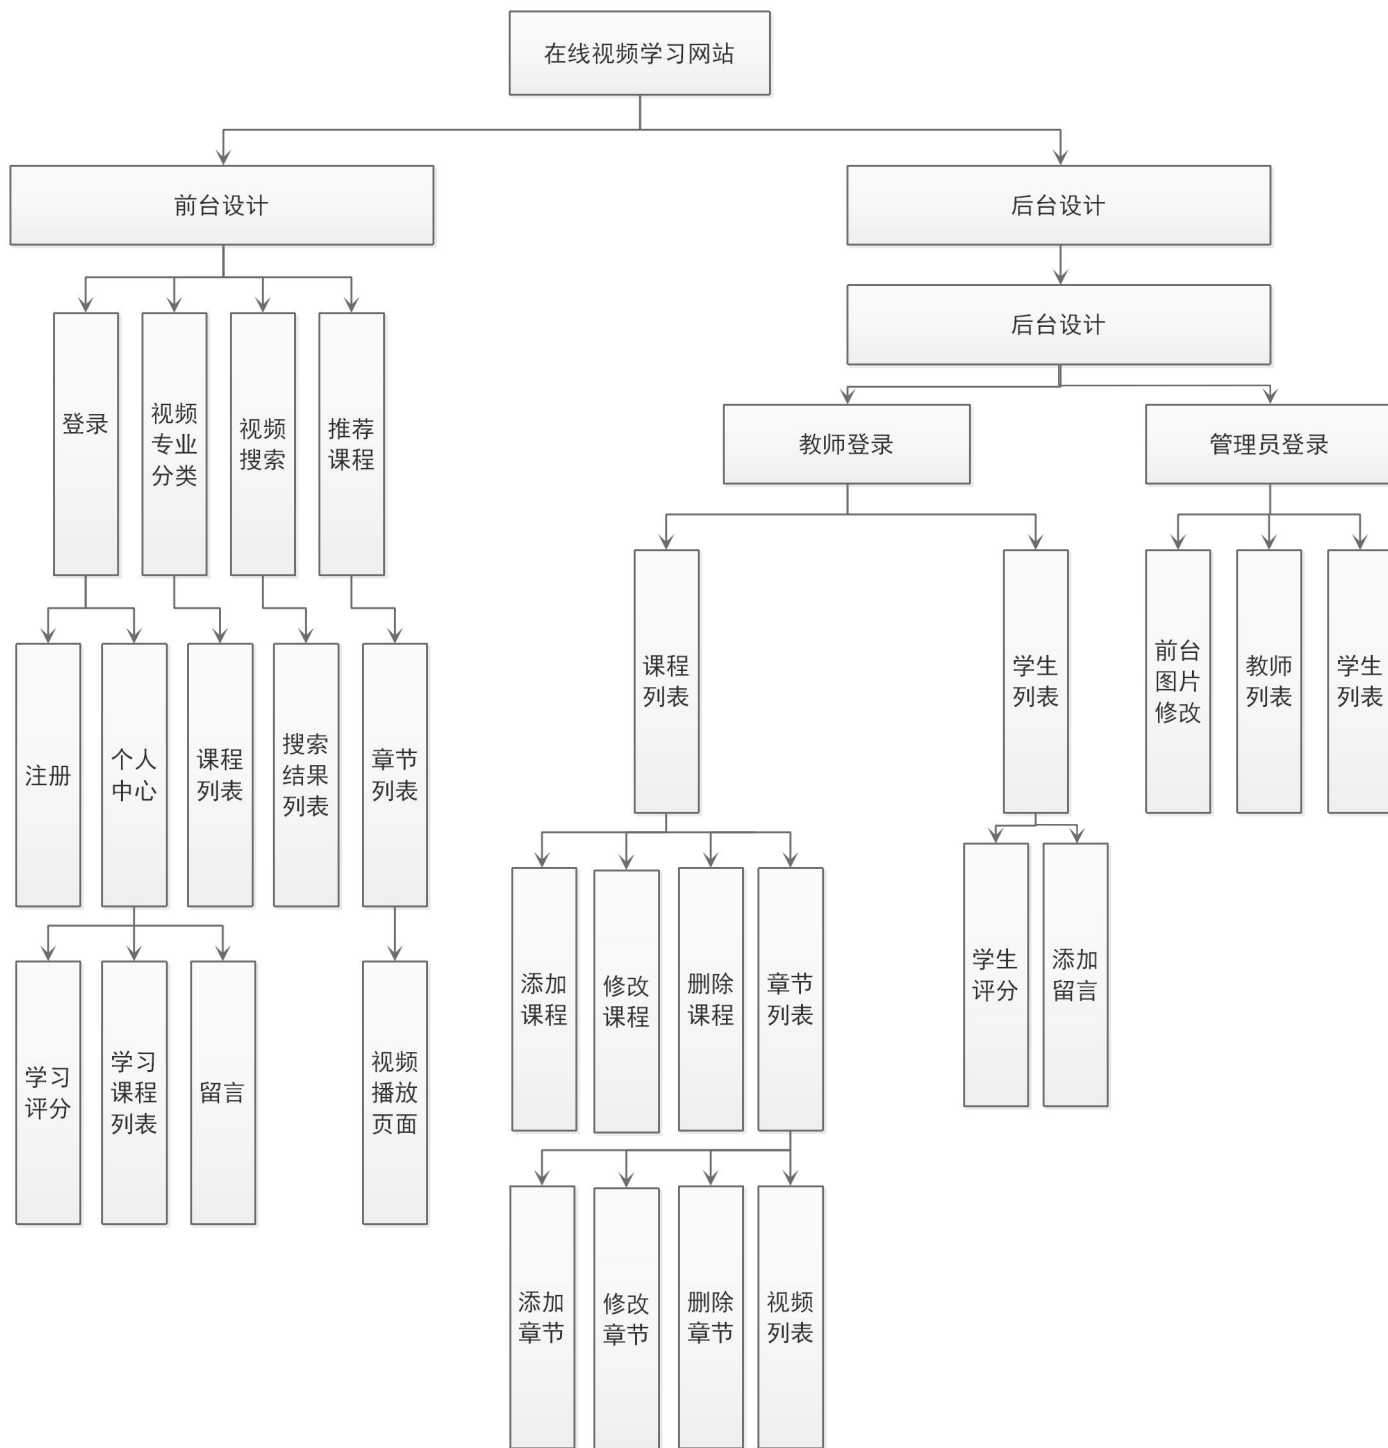 在线视频学习网站
前台设计
后台设计
后台设计
登录
视频
专业
分类
视频
搜索
推荐
课程
教师登录
管理员登录
注册
个人
中心
课程
列表
搜索
结果
列表
章节
列表
课程
列表
学生
列表
前台
图片
修改
教师
列表
学生
列表
学习
评分
学习
课程
列表
留言
视频
播放
页面
添加
课程
修改
课程
删除
课程
章节
列表
学生
评分
添加
留言
添加
章节
修改
章节
删除
章节
视频
列表